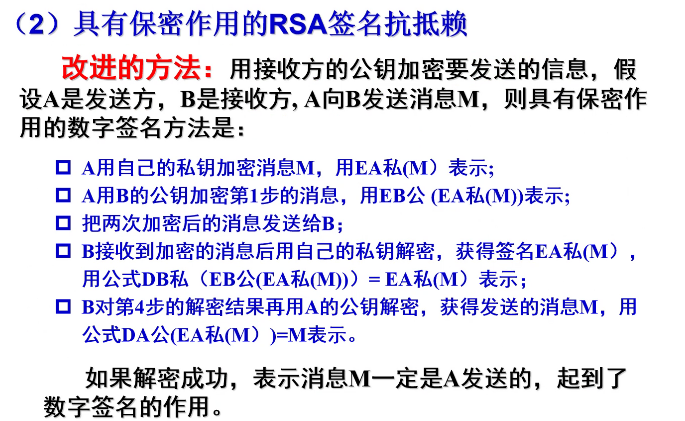 （2）具有保密作用的RSA签名抗抵赖
改进的方法：用接收方的公钥加密要发送的信息，假
设A是发送方，B是接收方, A向B发送消息M，则具有保密作
用的数字签名方法是：
A用自己的私钥加密消息M，用EA私(M）表示;
A用B的公钥加密第1步的消息，用EB公 (EA私(M))表示;
把两次加密后的消息发送给B；
B接收到加密的消息后用自己的私钥解密，获得签名EA私(M），
用公式DB私（EB公(EA私(M))）= EA私(M）表示；
B对第4步的解密结果再用A的公钥解密，获得发送的消息M，用
公式DA公(EA私(M）)=M表示。
如果解密成功，表示消息M一定是A发送的，起到了
数字签名的作用。